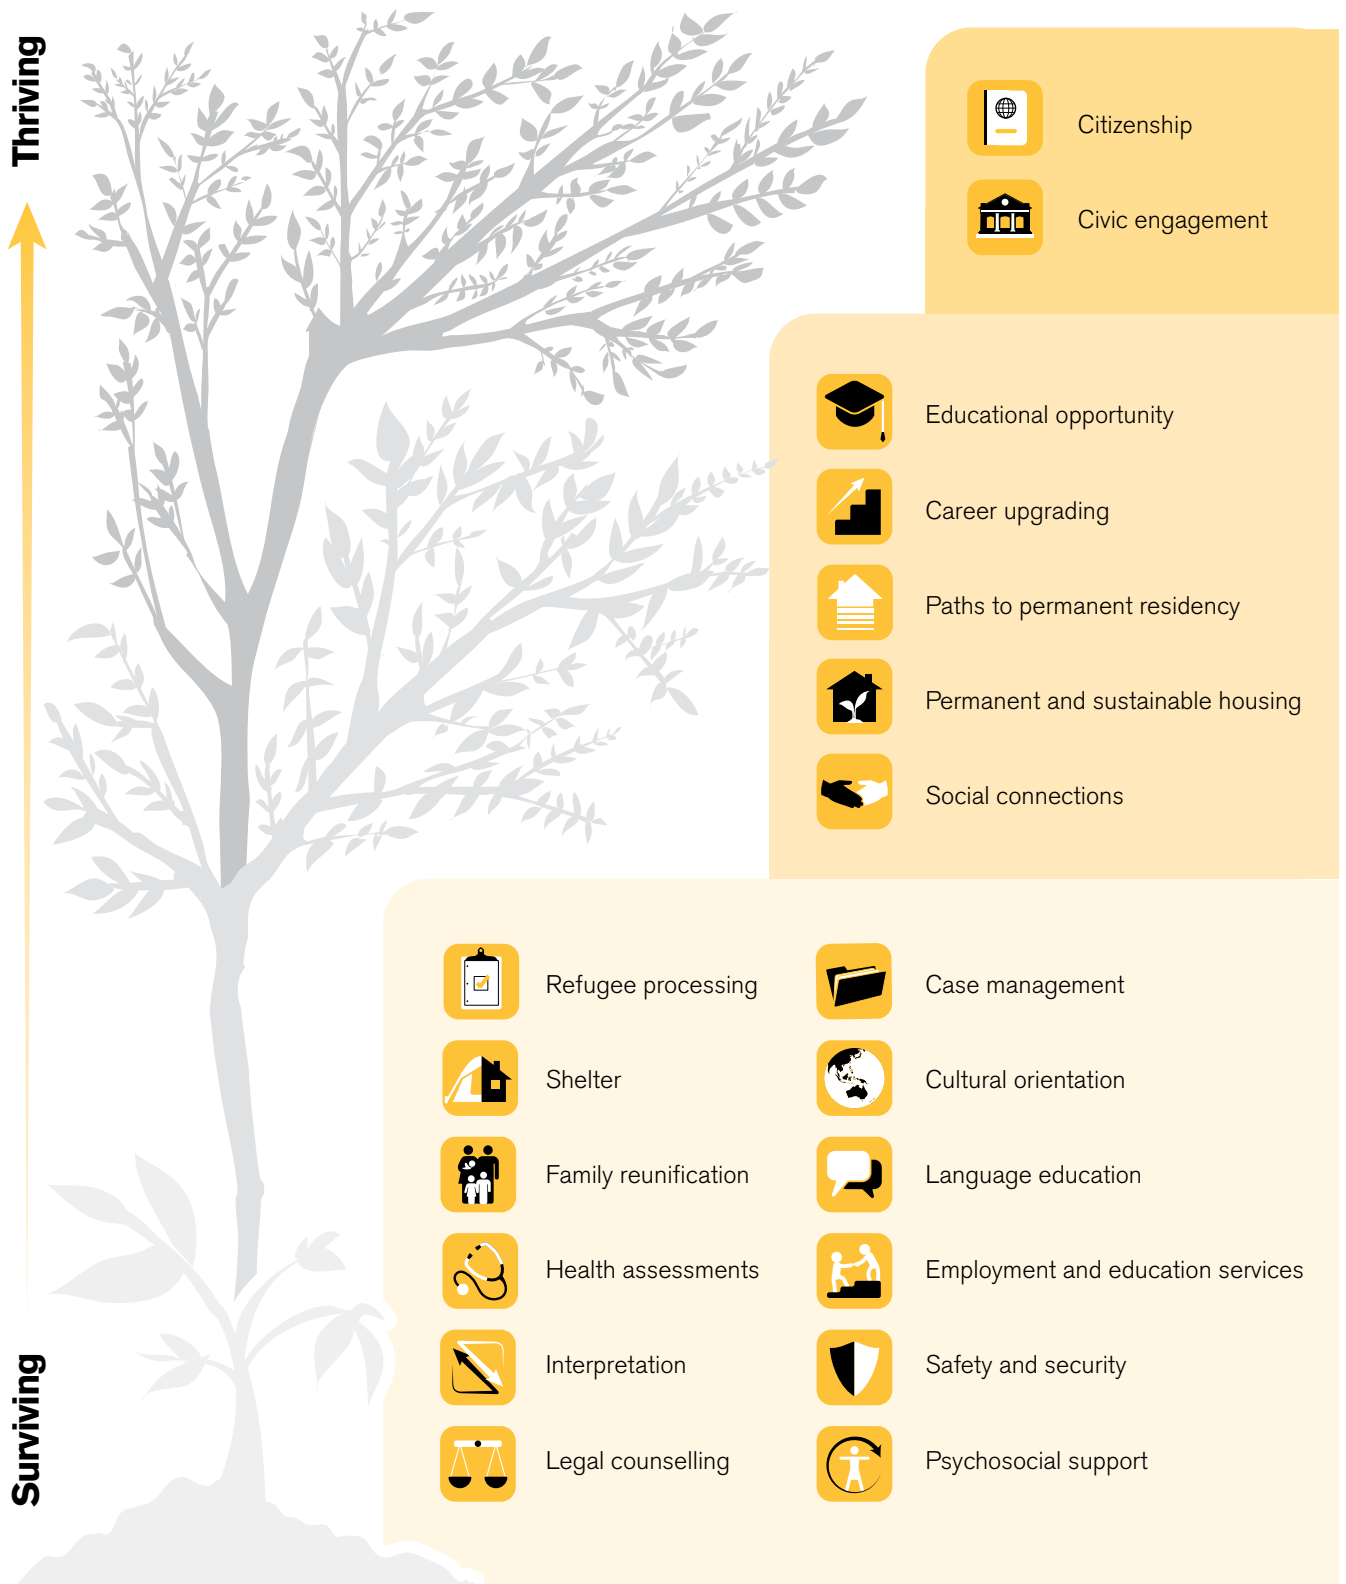 Thriving
Citizenship
Civic engagement
Educational opportunity
Career upgrading
Paths to permanent residency
Permanent and sustainable housing
Social connections
Refugee processing
Shelter
Family reunification
Health assessments
Interpretation
Legal counselling
Case management
Cultural orientation
Language education
Employment and education services
Safety and security
Psychosocial support
Surviving